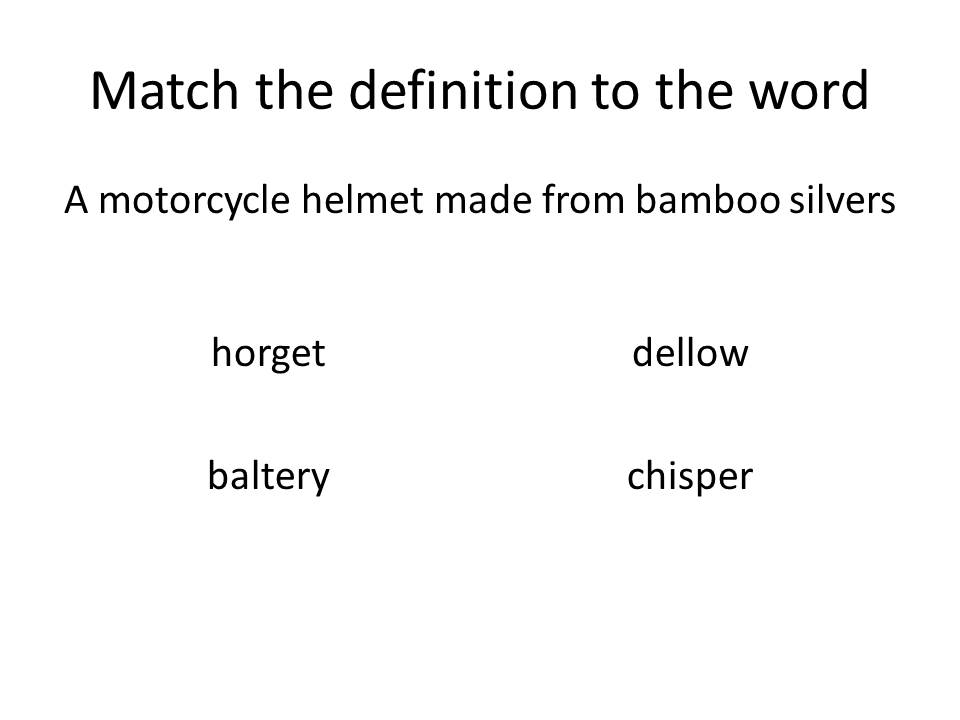 Match the definition to the word
A motorcycle helmet made from bamboo silvers
horget dellow
baltery chisper